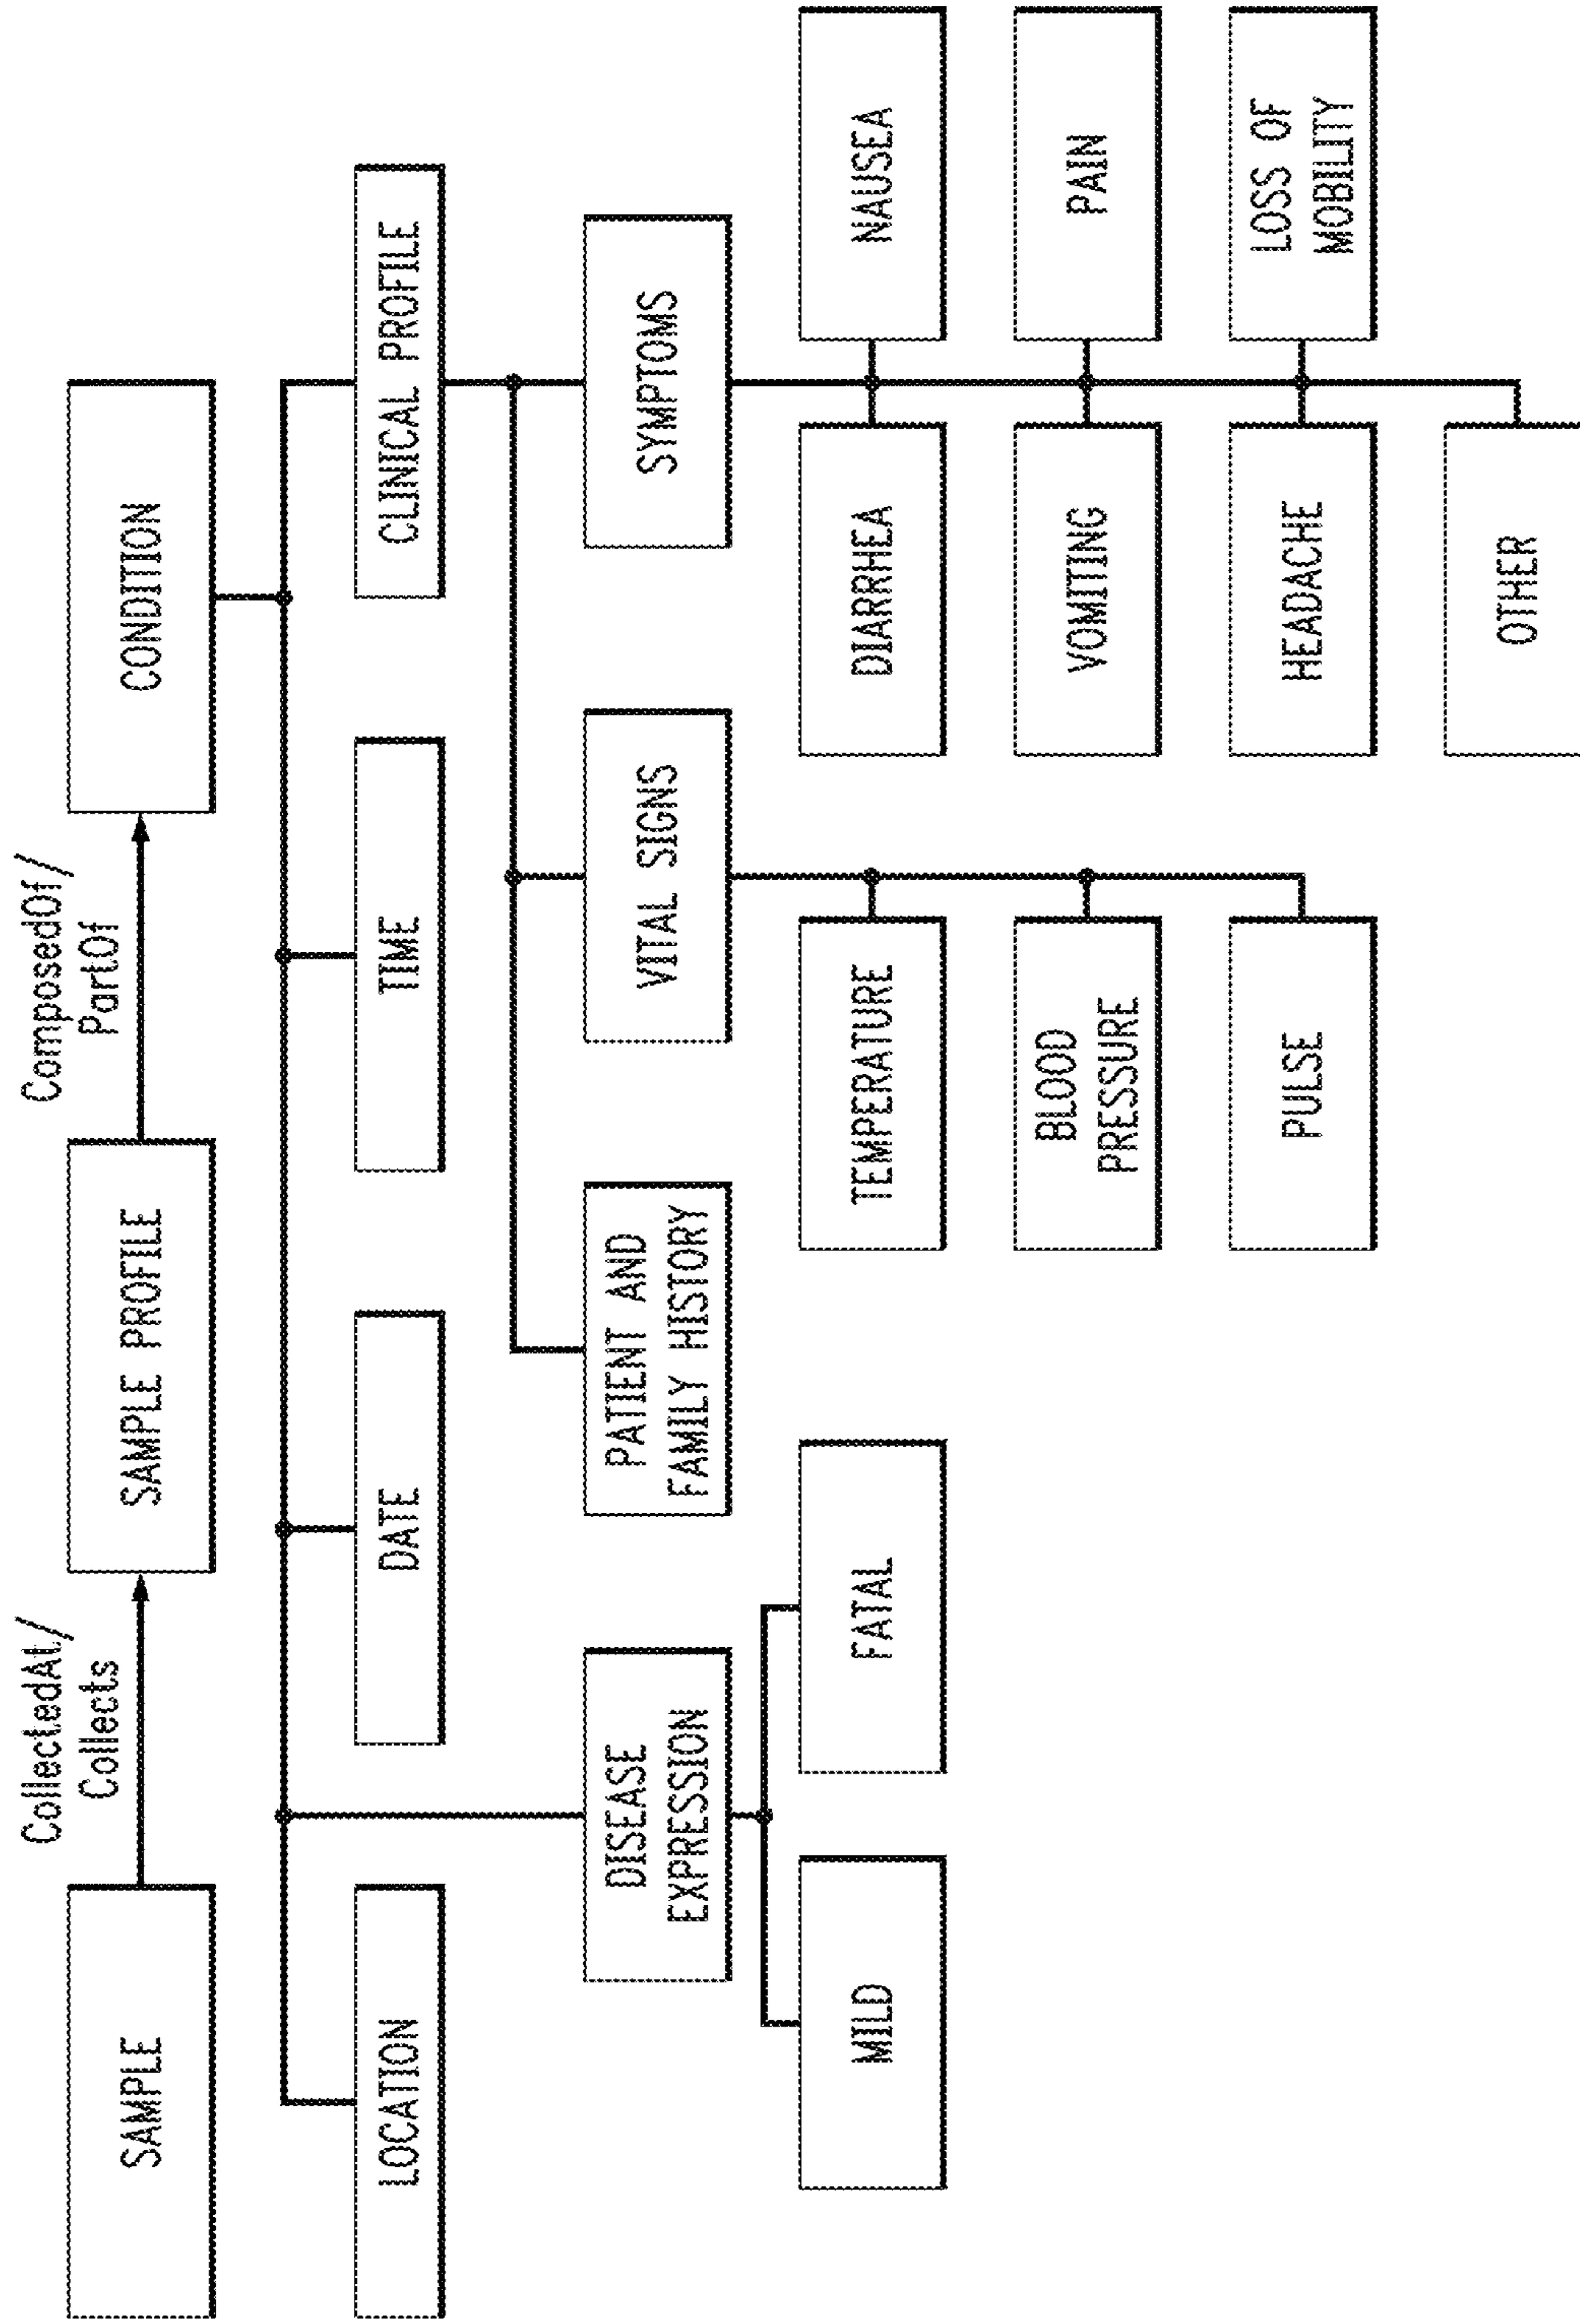 CollectedAt/
Collects
ComposedOf/
PartOf
SAMPLE
SAMPLE PROFILE
CONDITION
LOCATION
DATE
TIME
CLINICAL PROFILE
DISEASE
EXPRESSION
PATIENT AND
FAMILY HISTORY
VITAL SIGNS
SYMPTOMS
MILD
FATAL
TEMPERATURE
DIARRHEA
NAUSEA
BLOOD
PRESSURE
VOMITING
PAIN
PULSE
HEADACHE
LOSS OF
MOBILITY
OTHER